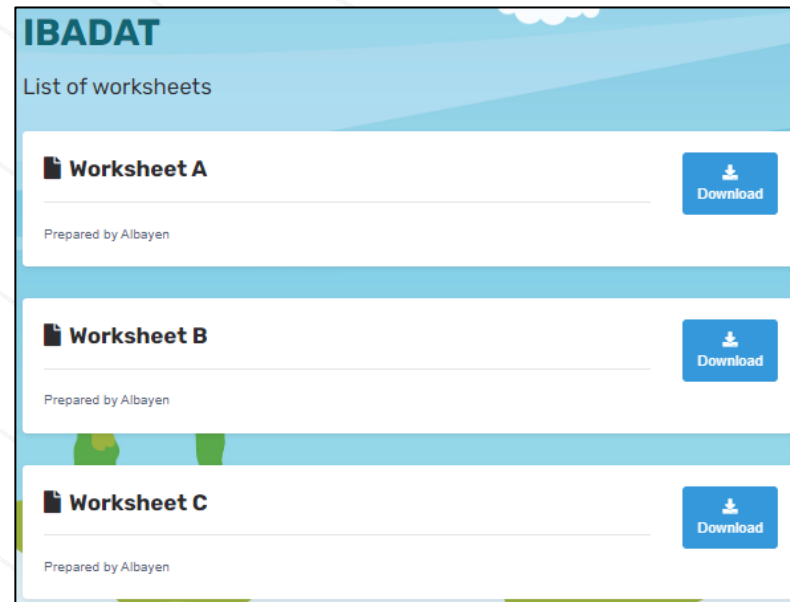 IBADAT
List of worksheets
Worksheet A
Download
Prepared by Albayen
Worksheet B
Download
Prepared by Albayen
Worksheet C
Download
Prepared by Albayen